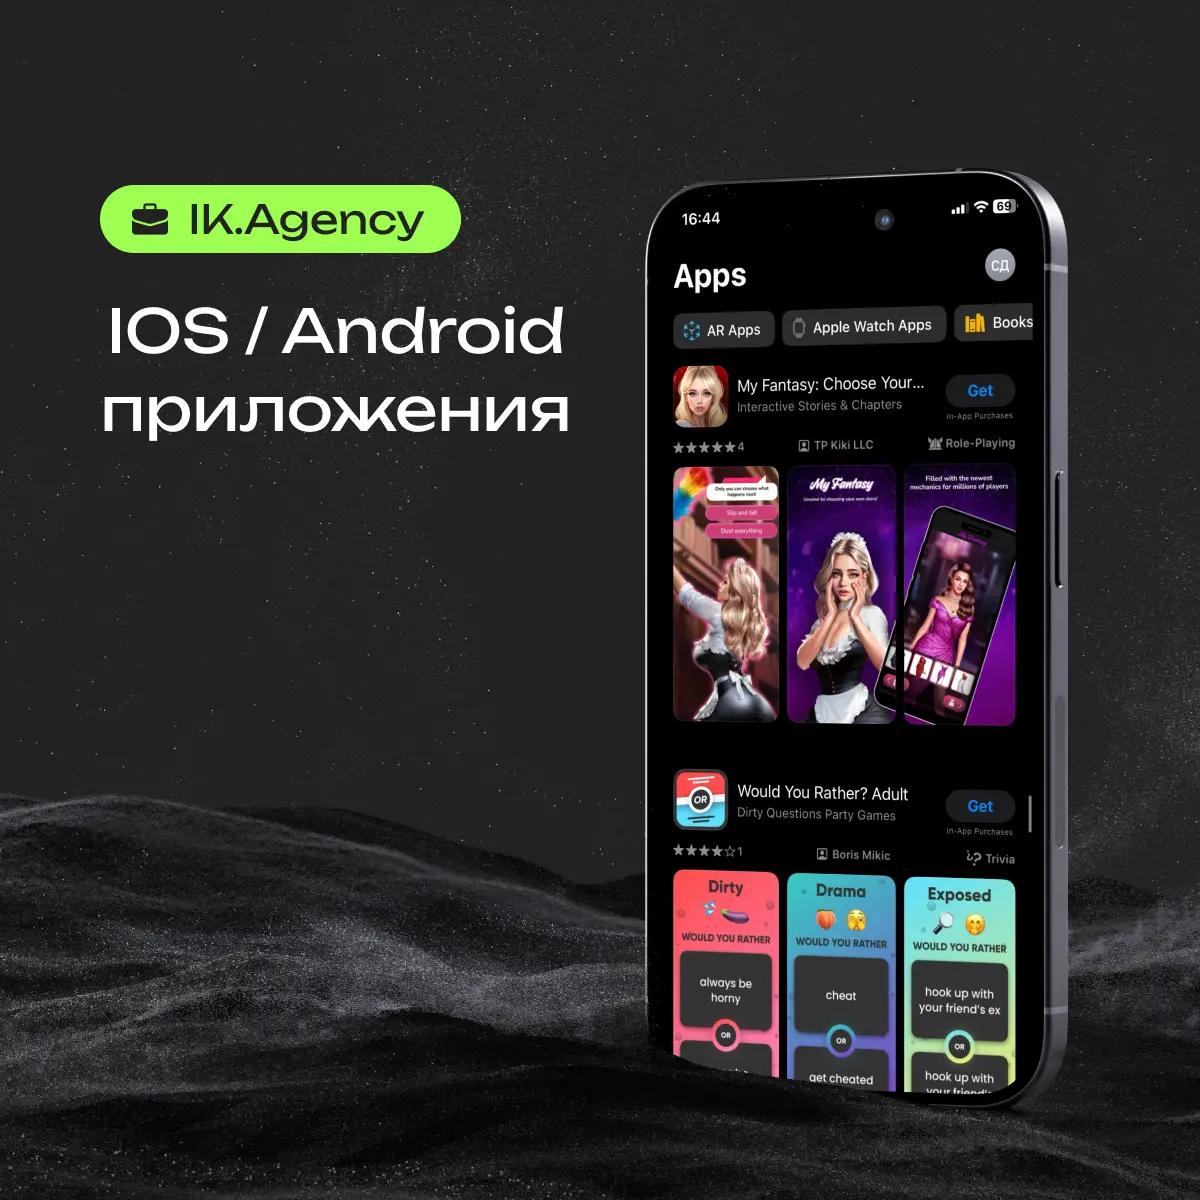 IK.Agency
IOS / Android
приложения
16:44
69
Apps
СД
AR Apps
Apple Watch Apps
Books
My Fantasy: Choose Your...
Interactive Stories & Chapters
Get
In-App Purchases
4
TP Kiki LLC
Role-Playing
Only you can choose what
happens next!
Slip and fall
Dust everything
My Fantasy
Unwind by choosing your own story!
Filled with the newest
mechanics for millions of players
OR
Would You Rather? Adult
Dirty Questions Party Games
Get
In-App Purchases
1
Boris Mikic
Trivia
Dirty
WOULD YOU RATHER
always be
horny
OR
Drama
WOULD YOU RATHER
cheat
OR
get cheated
Exposed
WOULD YOU RATHER
hook up with
your friend's ex
OR
hook up with
your friend's